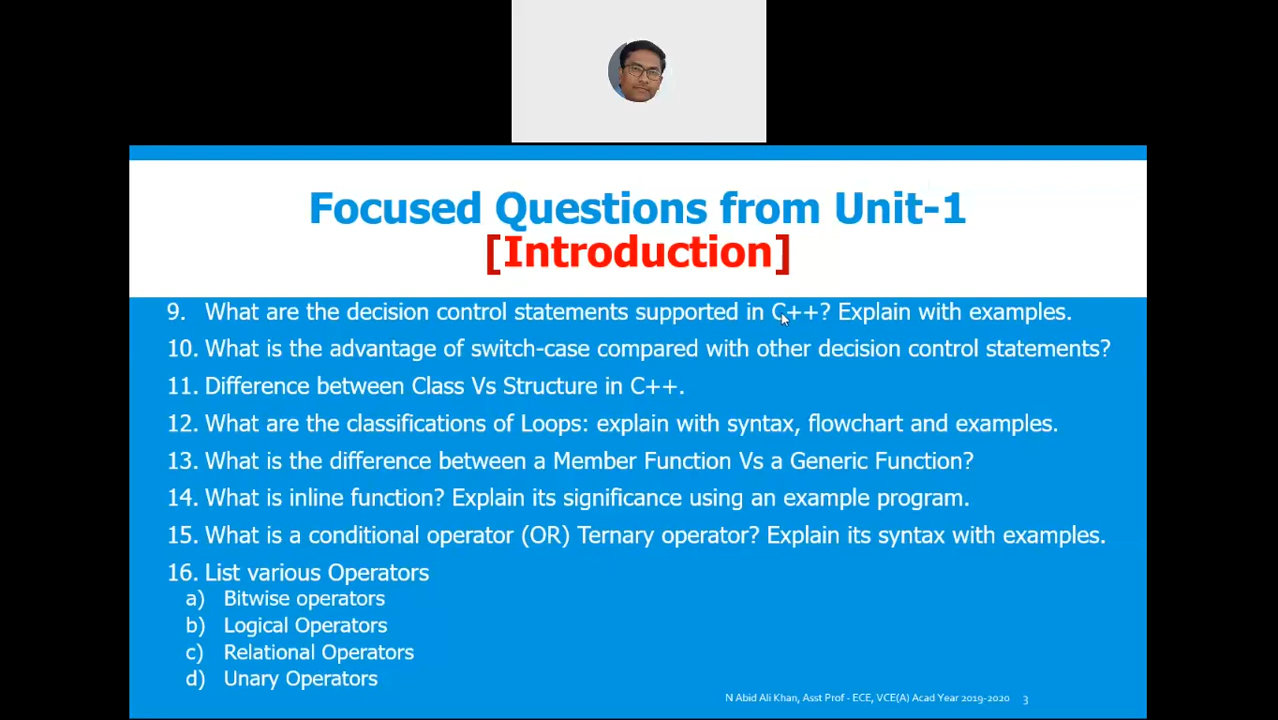 Focused Questions from Unit-1
[Introduction]
9. What are the decision control statements supported in C++? Explain with examples.
10. What is the advantage of switch-case compared with other decision control statements?
11. Difference between Class Vs Structure in C++.
12. What are the classifications of Loops: explain with syntax, flowchart and examples.
13. What is the difference between a Member Function Vs a Generic Function?
14. What is inline function? Explain its significance using an example program.
15. What is a conditional operator (OR) Ternary operator? Explain its syntax with examples.
16. List various Operators
a) Bitwise operators
b) Logical Operators
c) Relational Operators
d) Unary Operators
N Abid Ali Khan, Asst Prof - ECE, VCE(A) Acad Year 2019-2020 3